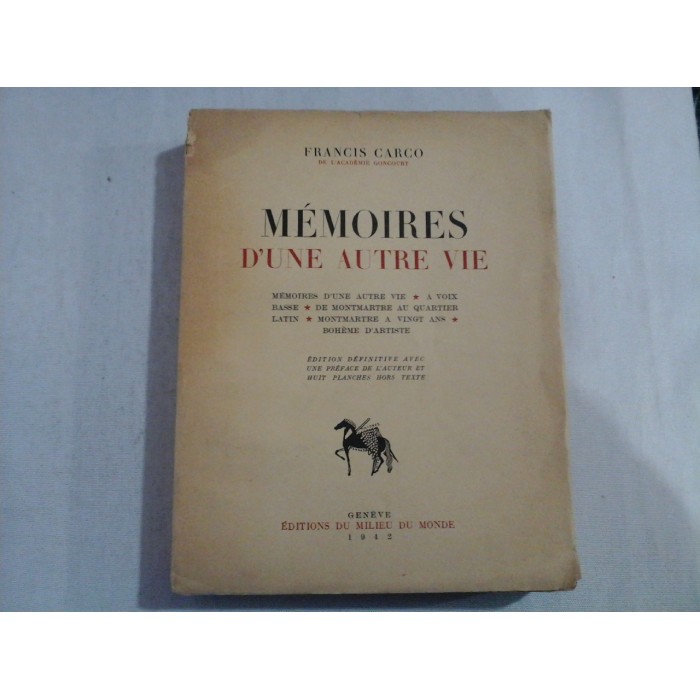 FRANCIS CARCO
DE L'ACADÉMIE GONCOURT
MÉMOIRES
D'UNE AUTRE VIE
MÉMOIRES D'UNE AUTRE VIE ★ A VOIX
BASSE ★ DE MONTMARTRE AU QUARTIER
LATIN ★ MONTMARTRE A VINGT ANS ★
BOHÈME D'ARTISTE
ÉDITION DÉFINITIVE AVEC
UNE PRÉFACE DE L'AUTEUR ET
HUIT PLANCHES HORS TEXTE
GENÈVE
ÉDITIONS DU MILIEU DU MONDE
1942